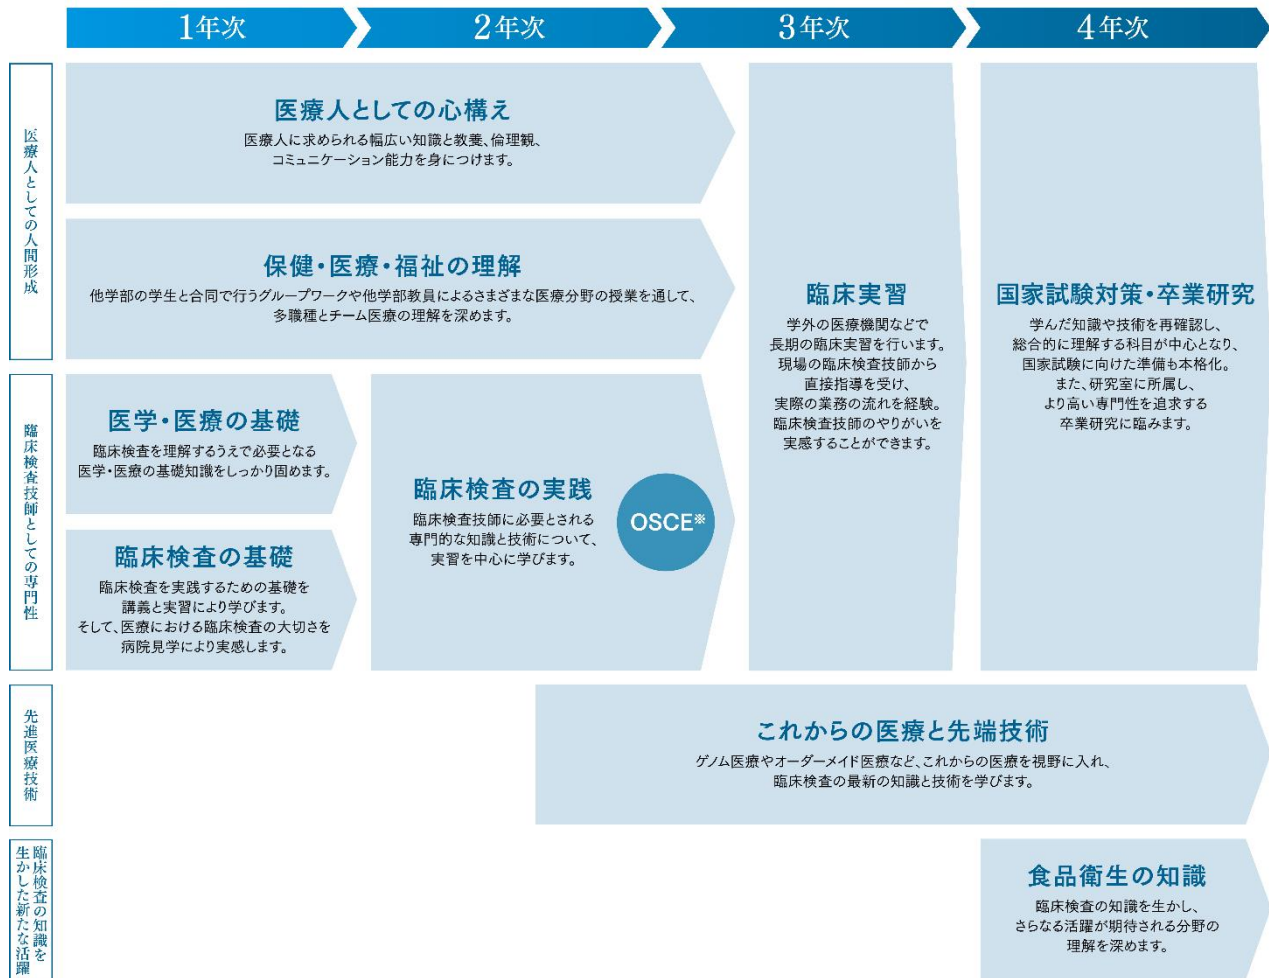 1年次
2年次
3年次
4年次
医療人としての人間形成
医療人としての心構え
医療人に求められる幅広い知識と教養、倫理観、
コミュニケーション能力を身につけます。
保健・医療・福祉の理解
他学部の学生と合同で行うグループワークや他学部教員によるさまざまな医療分野の授業を通して、
多職種とチーム医療の理解を深めます。
臨床実習
学外の医療機関などで
長期の臨床実習を行います。
現場の臨床検査技師から
直接指導を受け、
実際の業務の流れを経験。
臨床検査技師のやりがいを
実感することができます。
国家試験対策・卒業研究
学んだ知識や技術を再確認し、
総合的に理解する科目が中心となり、
国家試験に向けた準備も本格化。
また、研究室に所属し、
より高い専門性を追求する
卒業研究に臨みます。
臨床検査技師としての専門性
医学・医療の基礎
臨床検査を理解するうえで必要となる
医学・医療の基礎知識をしっかり固めます。
臨床検査の基礎
臨床検査を実践するための基礎を
講義と実習により学びます。
そして、医療における臨床検査の大切さを
病院見学により実感します。
臨床検査の実践
臨床検査技師に必要とされる
専門的な知識と技術について、
実習を中心に学びます。
OSCE※
先進医療技術
これからの医療と先端技術
ゲノム医療やオーダーメイド医療など、これからの医療を視野に入れ、
臨床検査の最新の知識と技術を学びます。
臨床検査の知識を
生かした新たな活躍
食品衛生の知識
臨床検査の知識を生かし、
さらなる活躍が期待される分野の
理解を深めます。